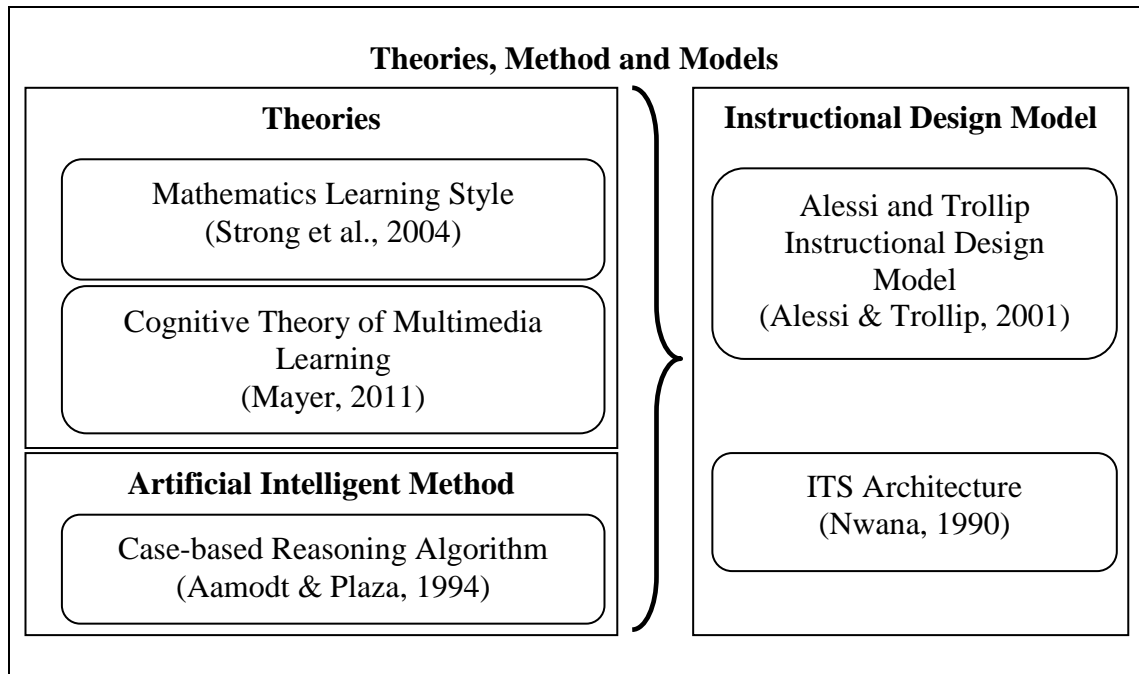 Theories, Method and Models
Theories
Mathematics Learning Style
(Strong et al., 2004)
Cognitive Theory of Multimedia
Learning
(Mayer, 2011)
Artificial Intelligent Method
Case-based Reasoning Algorithm
(Aamodt & Plaza, 1994)
Instructional Design Model
Alessi and Trollip
Instructional Design
Model
(Alessi & Trollip, 2001)
ITS Architecture
(Nwana, 1990)